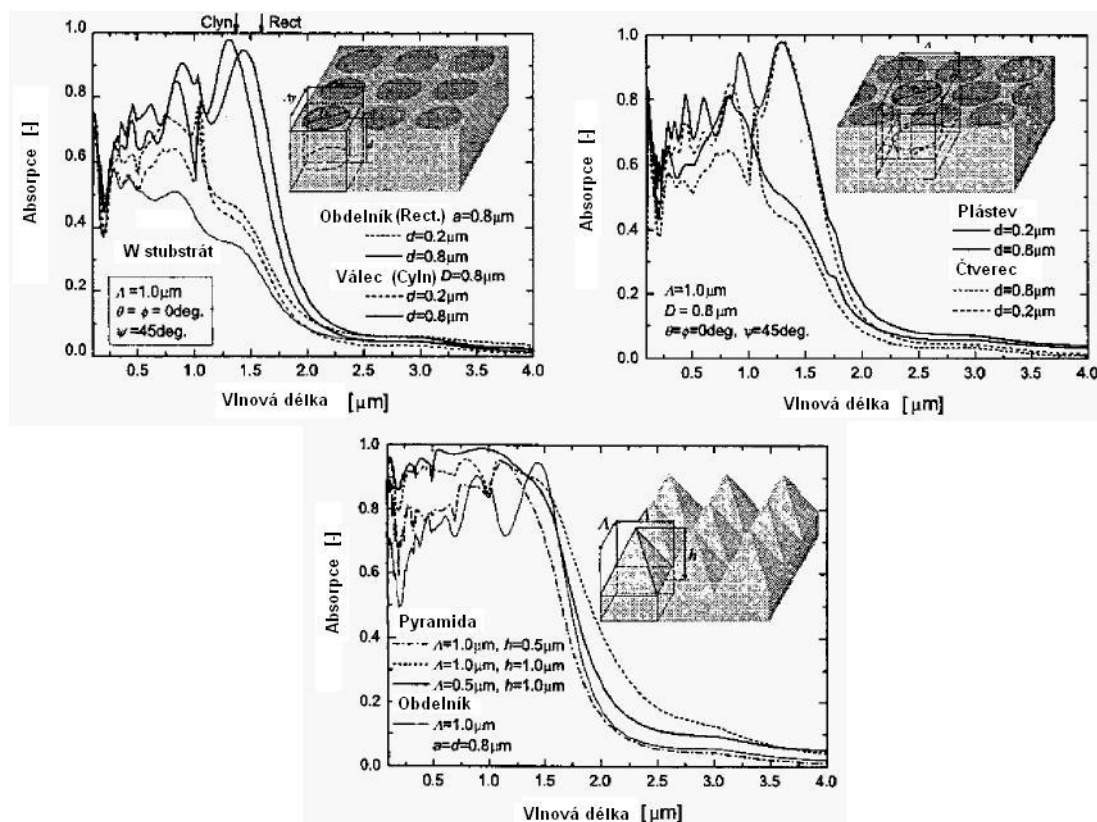 Clyn Rect
1.0
0.8
0.6
0.4
0.2
0.0
Absorpce [-]
Obdelník (Rect.) a=0.8μm
d=0.2μm
d=0.8μm
Válec (Cyln) D=0.8μm
d=0.2μm
d=0.8μm
W stubstrát
Λ=1.0μm
θ = ϕ = 0deg.
ψ=45deg.
0.5 1.0 1.5 2.0 2.5 3.0 3.5 4.0
Vlnová délka [μm]
1.0
0.8
0.6
0.4
0.2
0.0
Absorpce [-]
Λ
Plástev
d=0.2μm
d=0.8μm
Čtverec
d=0.8μm
d=0.2μm
Λ=1.0μm
D = 0.8μm
θ=ϕ=0deg, ψ=45deg.
0.5 1.0 1.5 2.0 2.5 3.0 3.5 4.0
Vlnová délka [μm]
1.0
0.8
0.6
0.4
0.2
0.0
Absorpce [-]
Λ Λ
h
Pyramida
Λ=1.0μm, h=0.5μm
Λ=1.0μm, h=1.0μm
Λ=0.5μm, h=1.0μm
Obdelník
Λ=1.0μm
a=d=0.8μm
0.5 1.0 1.5 2.0 2.5 3.0 3.5 4.0
Vlnová délka [μm]